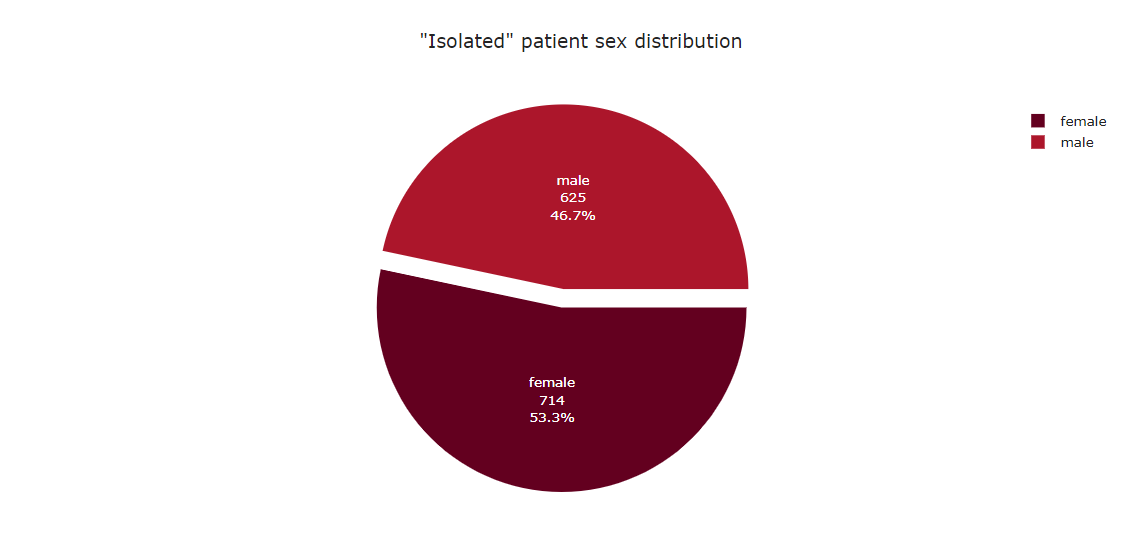 "Isolated" patient sex distribution
female
male
male
625
46.7%
female
714
53.3%